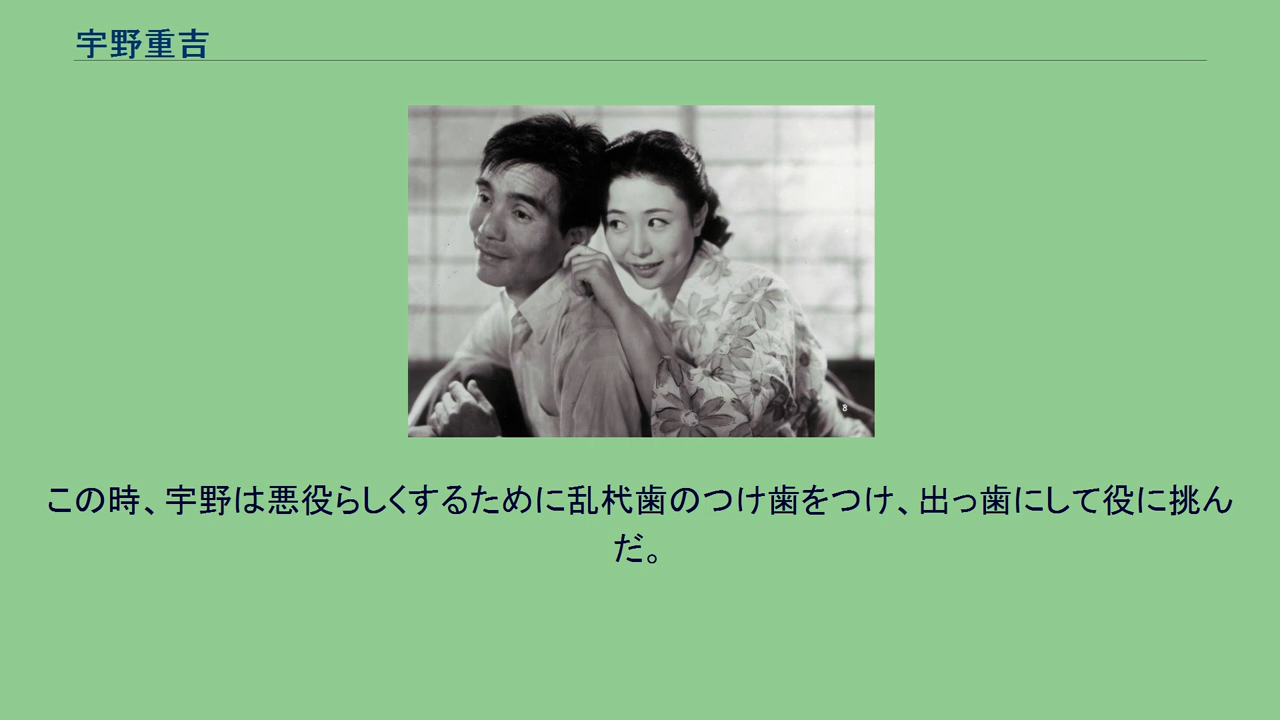 宇野重吉
8
この時、宇野は悪役らしくするために乱杙歯のつけ歯をつけ、出っ歯にして役に挑ん
だ。